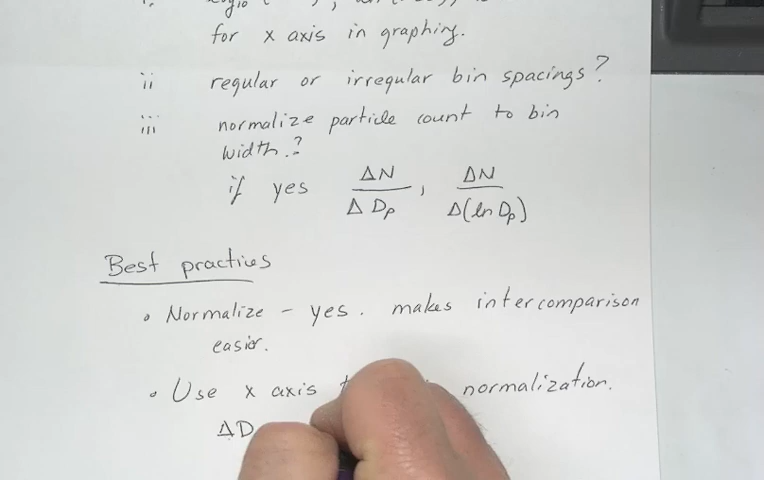 for x axis in graphing.
ii regular or irregular bin spacings?
iii normalize particle count to bin
width.?
if yes ΔN/ΔDp, ΔN/Δ(ln Dp)
Best practices
• Normalize - yes. makes intercomparison
easier.
• Use x axis normalization.
ΔD